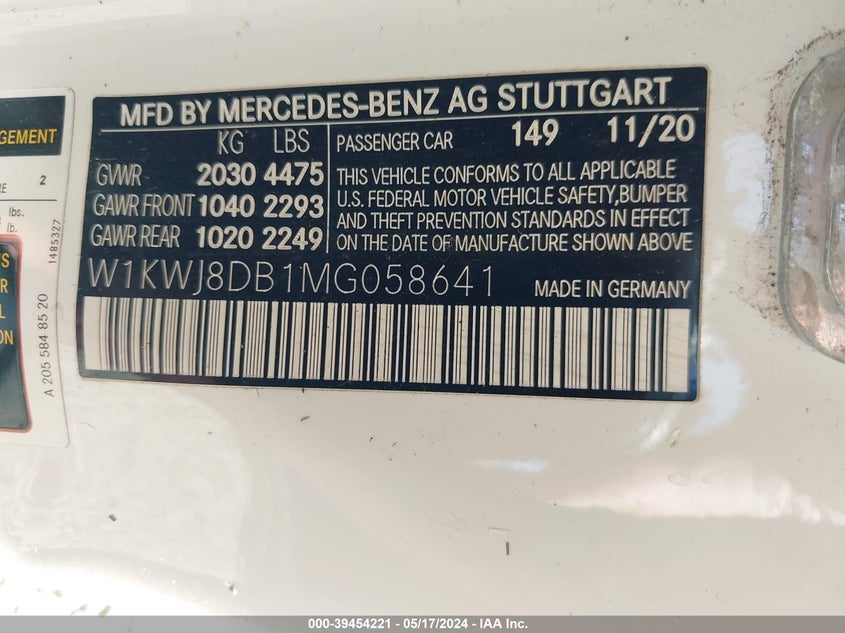 MFD BY MERCEDES-BENZ AG STUTTGART
KG LBS
GVWR 2030 4475
GAWR FRONT 1040 2293
GAWR REAR 1020 2249
PASSENGER CAR 149 11/20
THIS VEHICLE CONFORMS TO ALL APPLICABLE
U.S. FEDERAL MOTOR VEHICLE SAFETY, BUMPER
AND THEFT PREVENTION STANDARDS IN EFFECT
ON THE DATE OF MANUFACTURE SHOWN ABOVE
W1KWJ8DB1MG058641
MADE IN GERMANY
2
lbs.
lb.
1485327
A 205 584 85 20
000-39454221 - 05/17/2024 - IAA Inc.